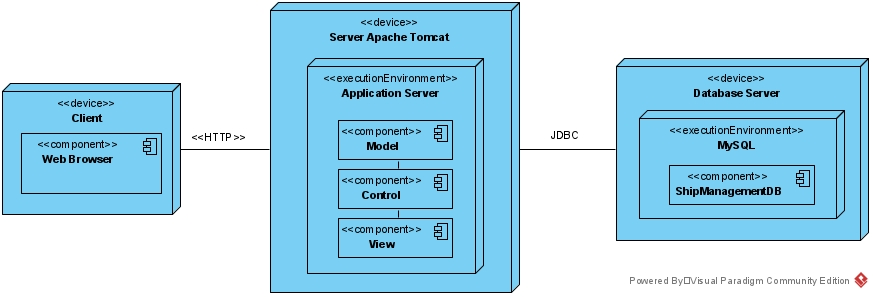 <<device>>
Client
<<component>>
Web Browser
<<HTTP>>
<<device>>
Server Apache Tomcat
<<executionEnvironment>>
Application Server
<<component>>
Model
<<component>>
Control
<<component>>
View
JDBC
<<device>>
Database Server
<<executionEnvironment>>
MySQL
<<component>>
ShipManagementDB
Powered By Visual Paradigm Community Edition